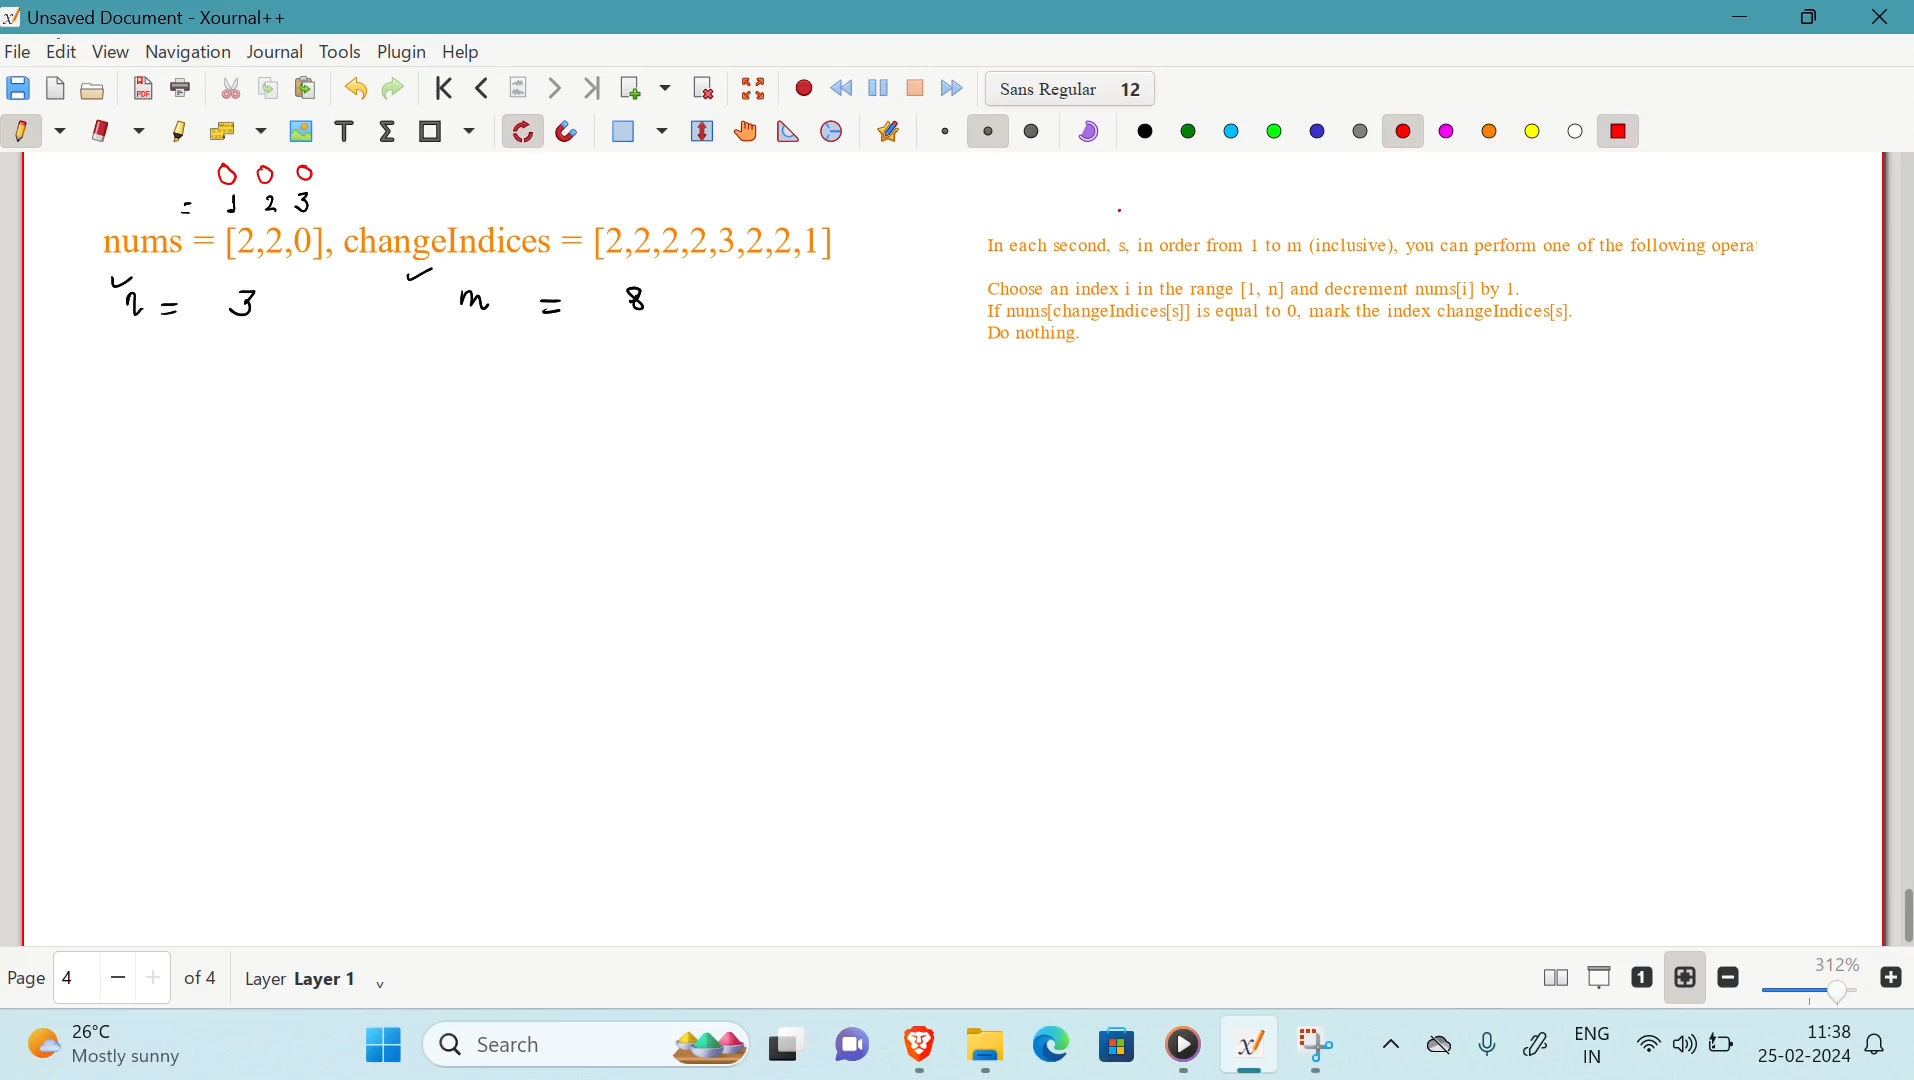 Unsaved Document - Xournal++
File Edit View Navigation Journal Tools Plugin Help
Sans Regular 12
0 0 0
= 1 2 3
nums = [2,2,0], changeIndices = [2,2,2,2,3,2,2,1]
n = 3 m = 8
In each second, s, in order from 1 to m (inclusive), you can perform one of the following opera
Choose an index i in the range [1, n] and decrement nums[i] by 1.
If nums[changeIndices[s]] is equal to 0, mark the index changeIndices[s].
Do nothing.
Page 4 of 4 Layer Layer 1
312%
26°C
Mostly sunny
Search
ENG
IN
11:38
25-02-2024